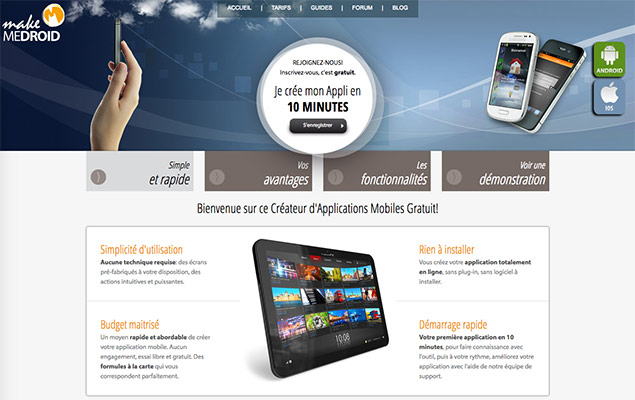 make
MEDROID
ACCUEIL | TARIFS | GUIDES | FORUM | BLOG
REJOIGNEZ-NOUS!
Inscrivez-vous, c'est gratuit.
Je crée mon Appli en
10 MINUTES
S'enregistrer
ANDROID
iOS
Simple
et rapide
Vos
avantages
Les
fonctionnalités
Voir une
démonstration
Bienvenue sur ce Créateur d'Applications Mobiles Gratuit!
Simplicité d'utisation
Aucune technique requise: des écrans
pré-fabriqués à votre disposition, des
actions intuitives et puissantes.
Budget maitrisé
Un moyen rapide et abordable de créer
votre application mobile. Aucun
engagement, essai libre et gratuit. Des
formules à la carte qui vous
correspondent parfaitement.
10:08
Rien à installer
Vous créez votre application totalement
en ligne, sans plug-in, sans logiciel à
installer.
Démarrage rapide
Votre première application en 10
minutes, pour faire connaissance avec
l'outil, puis à votre rythme, améliorez votre
application avec l'aide de notre équipe de
support.